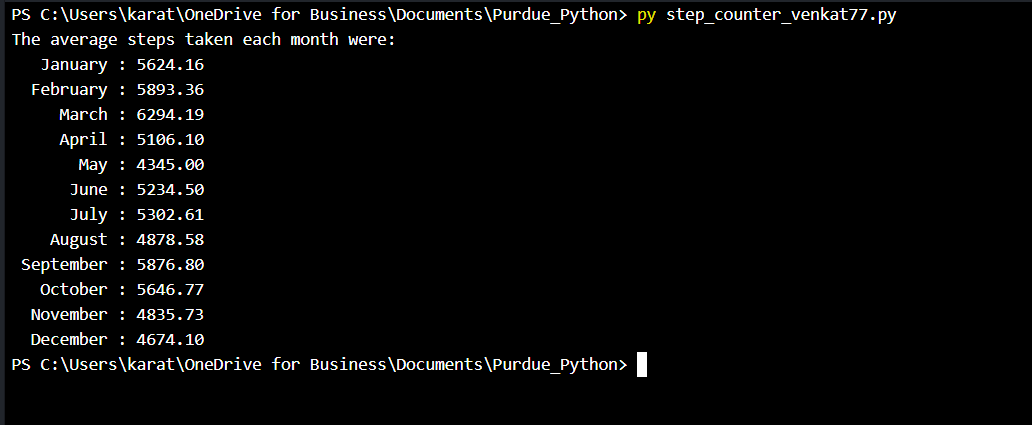 PS C:\Users\karat\OneDrive for Business\Documents\Purdue_Python> py step_counter_venkat77.py
The average steps taken each month were:
   January : 5624.16
  February : 5893.36
     March : 6294.19
     April : 5106.10
       May : 4345.00
      June : 5234.50
      July : 5302.61
    August : 4878.58
 September : 5876.80
   October : 5646.77
  November : 4835.73
  December : 4674.10
PS C:\Users\karat\OneDrive for Business\Documents\Purdue_Python>